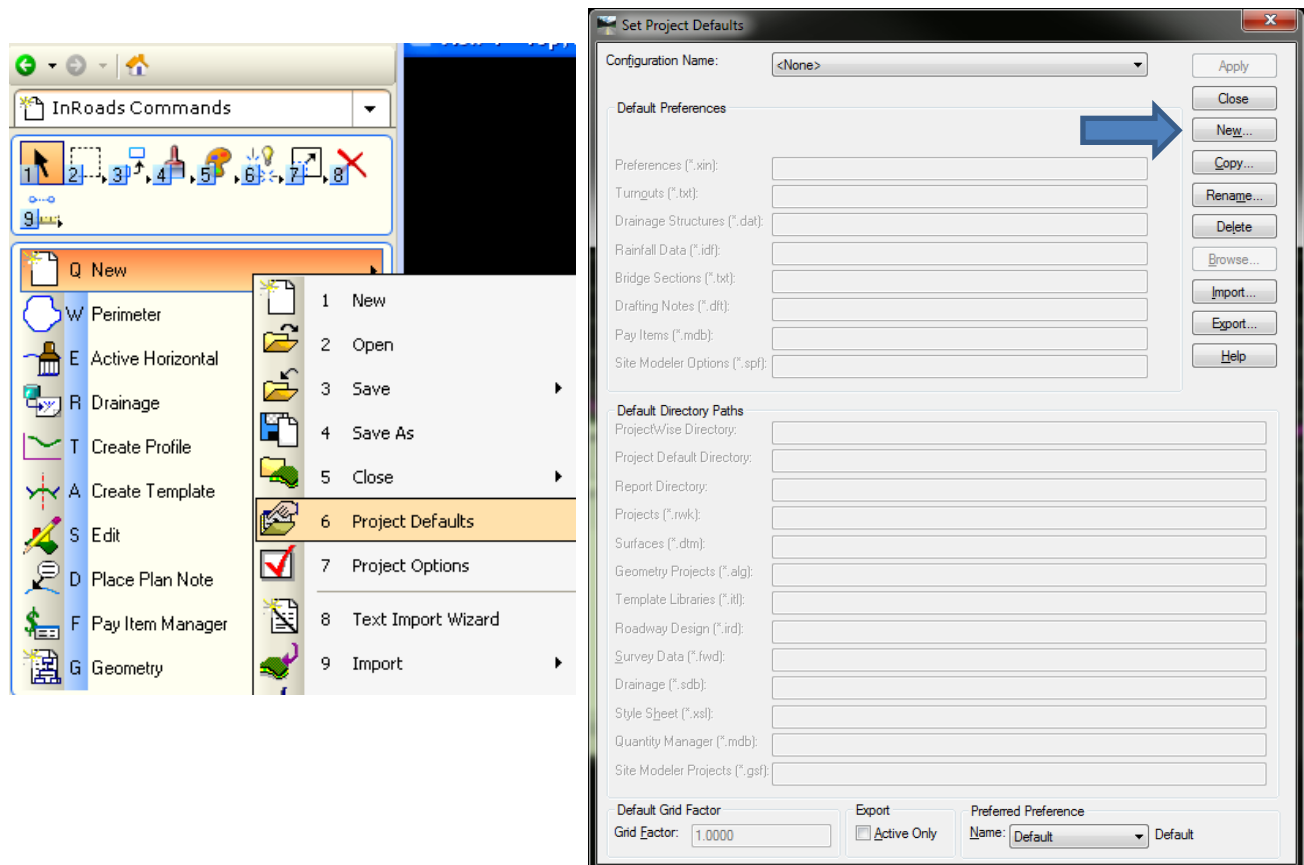 InRoads Commands
1 2 3 4 5 6 7 8
9
Q New
W Perimeter
E Active Horizontal
R Drainage
T Create Profile
A Create Template
S Edit
D Place Plan Note
F Pay Item Manager
G Geometry
1 New
2 Open
3 Save
4 Save As
5 Close
6 Project Defaults
7 Project Options
8 Text Import Wizard
9 Import
Set Project Defaults
Configuration Name: <None>
Apply
Close
New...
Copy...
Rename...
Delete
Browse...
Import...
Export...
Help
Default Preferences
Preferences (*.xin):
Turnouts (*.txt):
Drainage Structures (*.dat):
Rainfall Data (*.idf):
Bridge Sections (*.txt):
Drafting Notes (*.dft):
Pay Items (*.mdb):
Site Modeler Options (*.spf):
Default Directory Paths
ProjectWise Directory:
Project Default Directory:
Report Directory:
Projects (*.rwk):
Surfaces (*.dtm):
Geometry Projects (*.alg):
Template Libraries (*.itl):
Roadway Design (*.ird):
Survey Data (*.fwd):
Drainage (*.sdb):
Style Sheet (*.xsl):
Quantity Manager (*.mdb):
Site Modeler Projects (*.gsf):
Default Grid Factor
Grid Factor: 1.0000
Export
Active Only
Preferred Preference
Name: Default Default